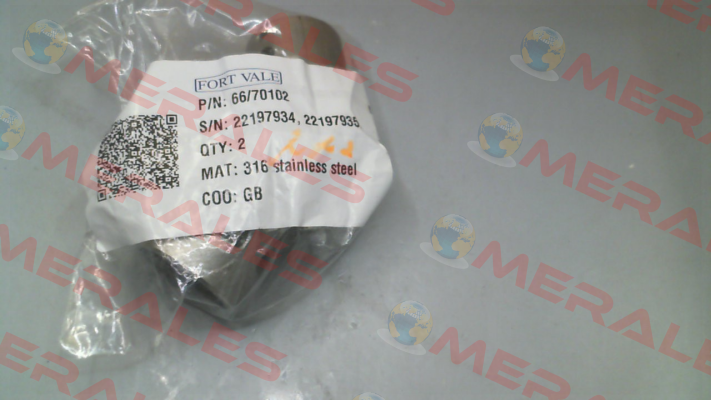 FORT VALE
P/N: 66/70102
S/N: 22197934, 22197935
QTY: 2
MAT: 316 stainless steel
COO: GB
MERALES
MERALES
MERALES
MERALES
MERALES